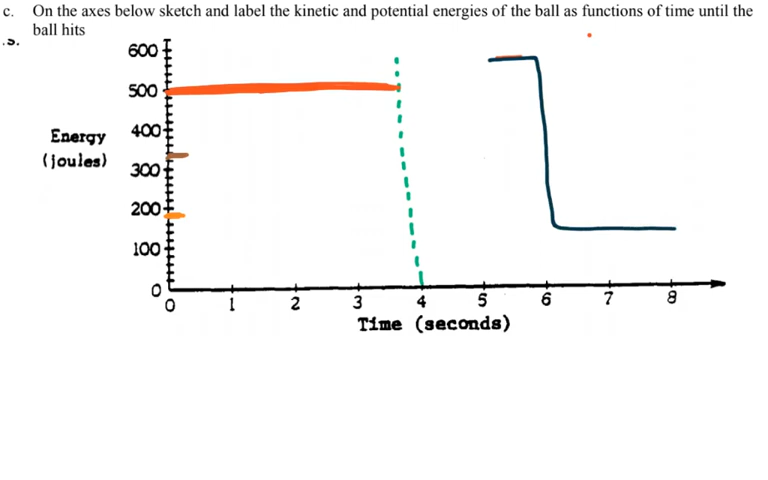 c. On the axes below sketch and label the kinetic and potential energies of the ball as functions of time until the
ball hits
.s.
600
500
Energy 400
(joules) 300
200
100
0
0 1 2 3 4 5 6 7 8
Time (seconds)